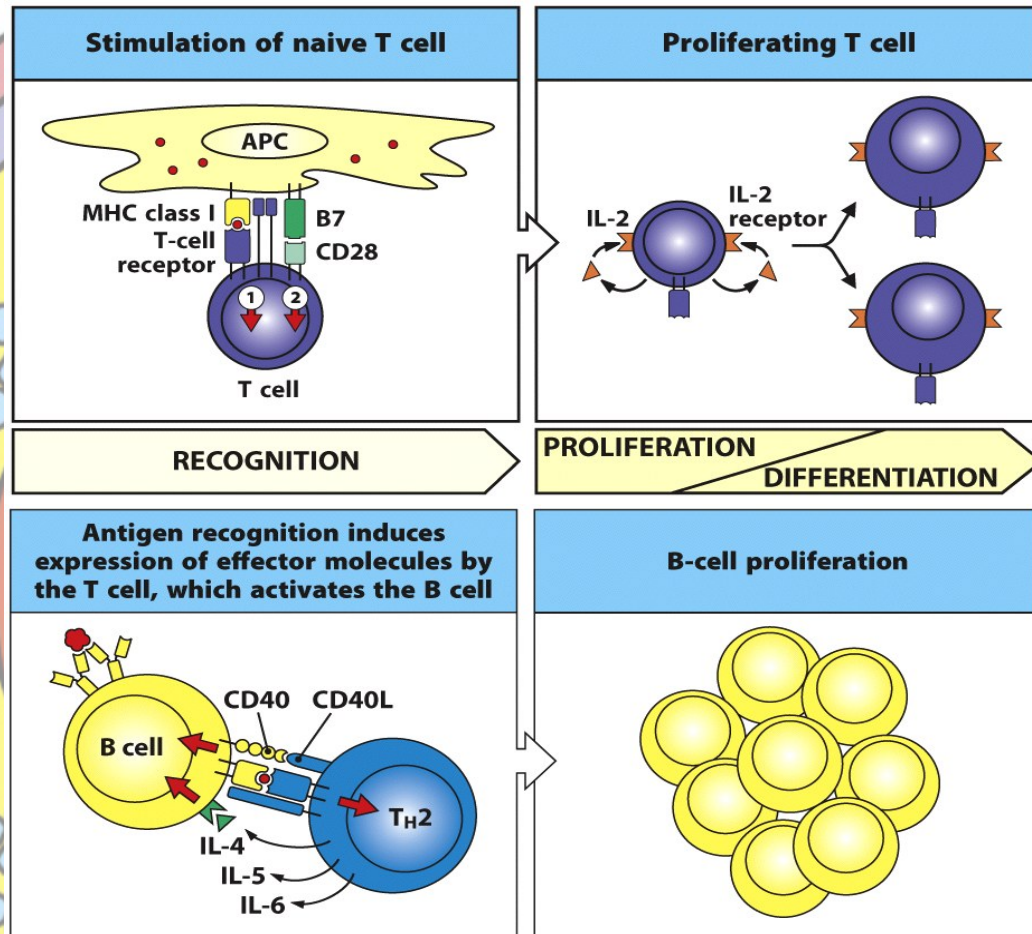 Stimulation of naive T cell
APC
MHC class I
T-cell
receptor
B7
CD28
1
2
T cell
Proliferating T cell
IL-2
IL-2
receptor
RECOGNITION
PROLIFERATION
DIFFERENTIATION
Antigen recognition induces
expression of effector molecules by
the T cell, which activates the B cell
B cell
CD40
CD40L
TH2
IL-4
IL-5
IL-6
B-cell proliferation